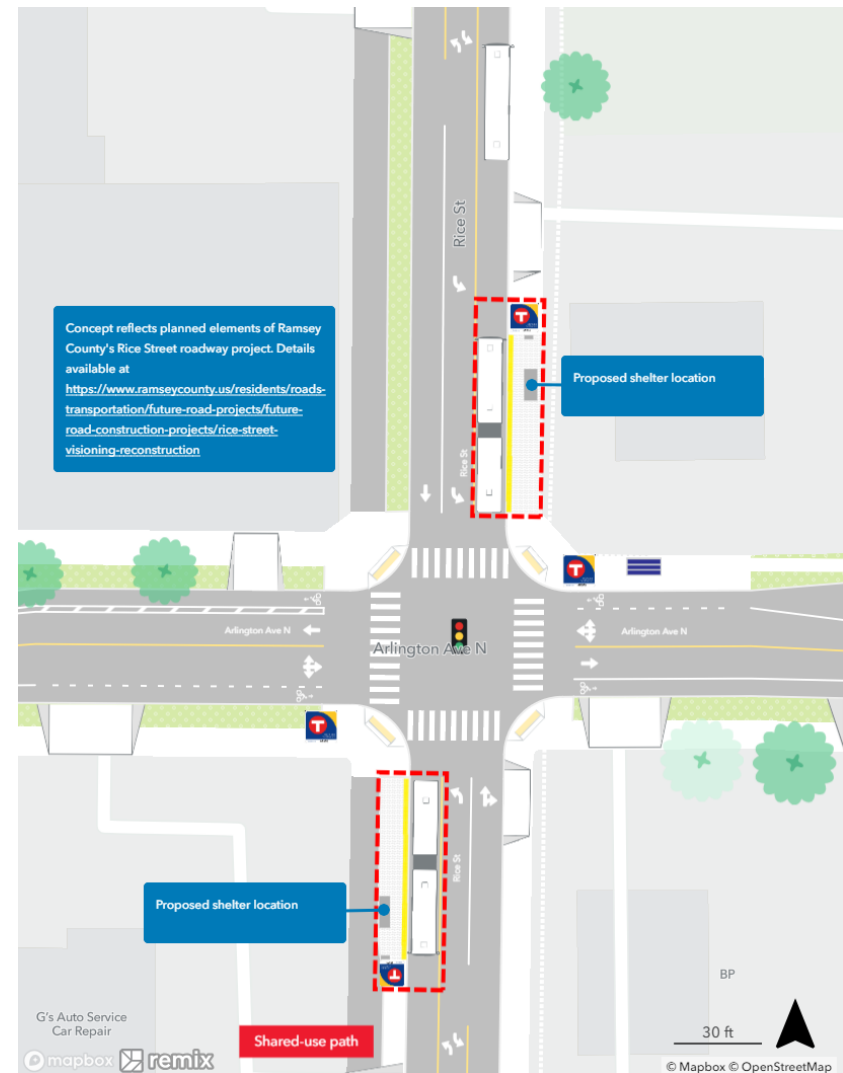 Rice St
Concept reflects planned elements of Ramsey
County's Rice Street roadway project. Details
available at
https://www.ramseycounty.us/residents/roads-
transportation/future-road-projects/future-
road-construction-projects/rice-street-
visioning-reconstruction
T
Proposed shelter location
Rice St
T
Arlington Ave N
Arlington Ave N
Arlington Ave N
T
Rice St
Proposed shelter location
T
BP
G's Auto Service
Car Repair
Shared-use path
30 ft
mapbox remix
© Mapbox © OpenStreetMap